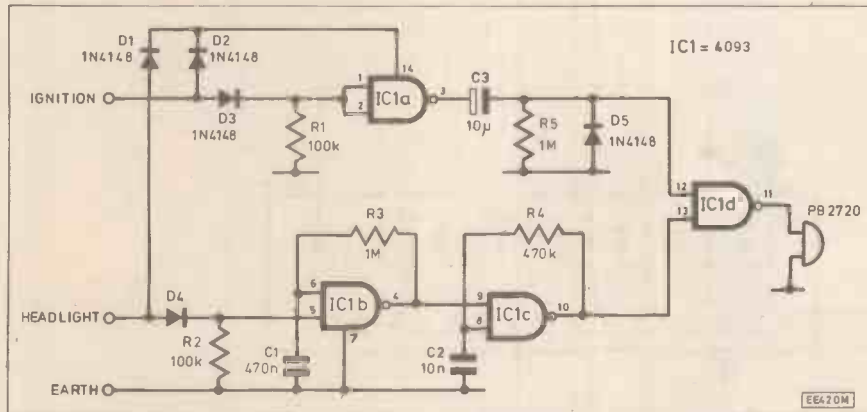 D1
1N4148
D2
1N4148
IC1 = 4093
14
1
2
IC1a
3
C3
10µ
IGNITION
D3
1N4148
R1
100k
R5
1M
D5
1N4148
12
13
IC1d
11
PB2720
R3
1M
R4
470k
6
5
IC1b
4
7
9
8
IC1c
10
HEADLIGHT
D4
R2
100k
C1
470n
C2
10n
EARTH
EE420M